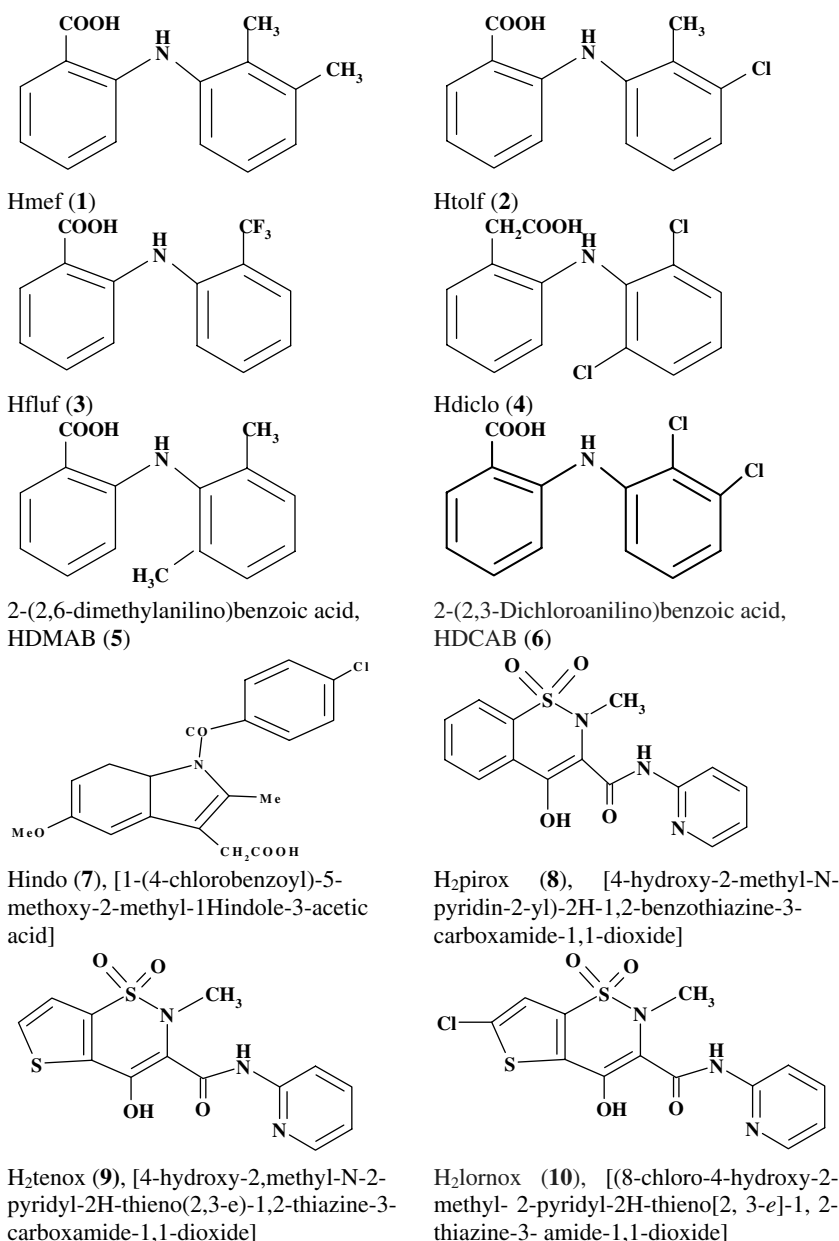 COOH H N CH₃ CH₃
Hmef (1)
COOH H N CH₃ Cl
Htolf (2)
COOH H N CF₃
Hfluf (3)
CH₂COOH H N Cl Cl
Hdiclo (4)
COOH H N CH₃ H₃C
2-(2,6-dimethylanilino)benzoic acid,
HDMAB (5)
COOH H N Cl Cl
2-(2,3-Dichloroanilino)benzoic acid,
HDCAB (6)
Cl CO N Me MeO CH₂COOH
Hindo (7), [1-(4-chlorobenzoyl)-5-
methoxy-2-methyl-1Hindole-3-acetic
acid]
O O S N CH₃ H N OH O N
H₂pirox (8), [4-hydroxy-2-methyl-N-
pyridin-2-yl)-2H-1,2-benzothiazine-3-
carboxamide-1,1-dioxide]
O O S N CH₃ S H N OH O N
H₂tenox (9), [4-hydroxy-2,methyl-N-2-
pyridyl-2H-thieno(2,3-e)-1,2-thiazine-3-
carboxamide-1,1-dioxide]
O O S N CH₃ Cl S H N OH O N
H₂lornox (10), [(8-chloro-4-hydroxy-2-
methyl- 2-pyridyl-2H-thieno[2, 3-e]-1, 2-
thiazine-3- amide-1,1-dioxide]